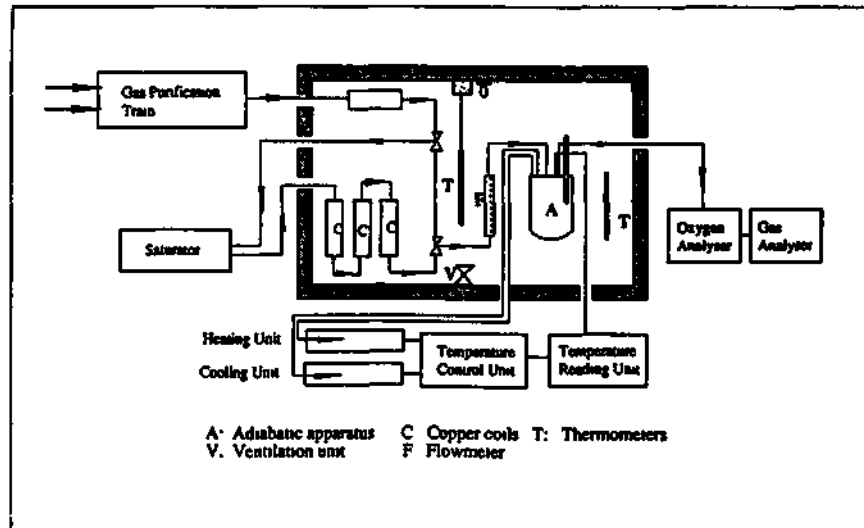 Gas Purification
Train
T
F
A
T
C
C
C
V
Saturator
Oxygen
Analyser
Gas
Analyser
Heating Unit
Cooling Unit
Temperature
Control Unit
Temperature
Reading Unit
A: Adiabatic apparatus C Copper coils T: Thermometers
V. Ventilation unit F Flowmeter